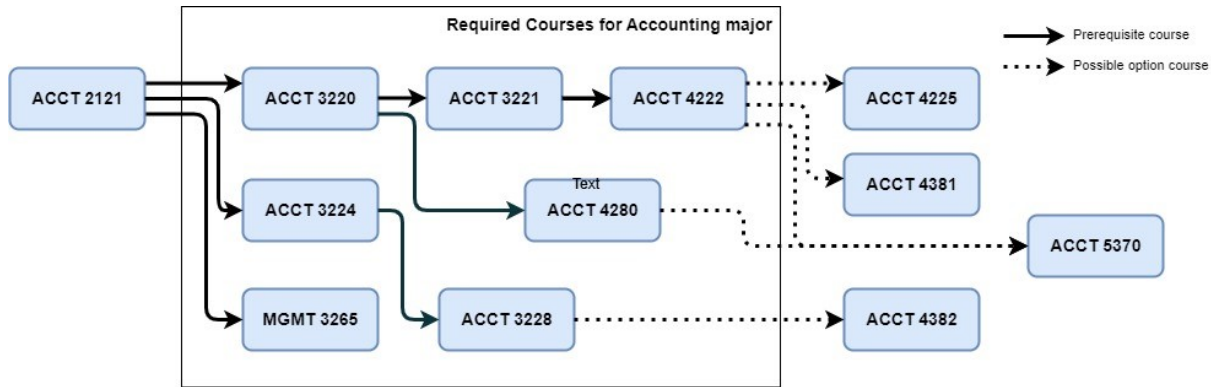 Required Courses for Accounting major
Prerequisite course
Possible option course
ACCT 2121
ACCT 3220
ACCT 3221
ACCT 4222
ACCT 4225
ACCT 4381
Text
ACCT 3224
ACCT 4280
ACCT 5370
MGMT 3265
ACCT 3228
ACCT 4382